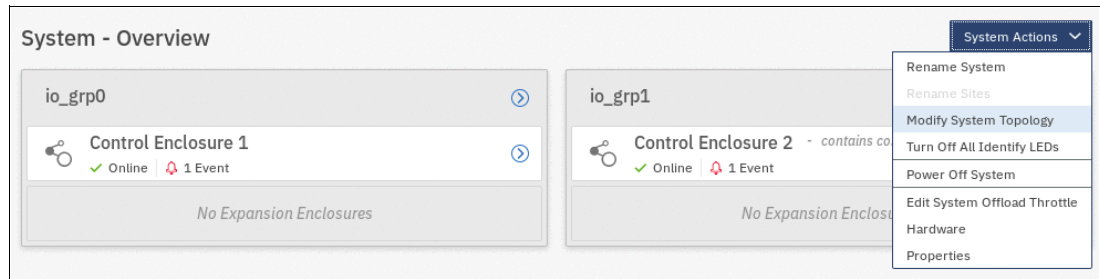 System - Overview
System Actions
io_grp0
Control Enclosure 1
Online
1 Event
No Expansion Enclosures
io_grp1
Control Enclosure 2 - contains
Online
1 Event
No Expansion
Rename System
Rename Sites
Modify System Topology
Turn Off All Identify LEDs
Power Off System
Edit System Offload Throttle
Hardware
Properties